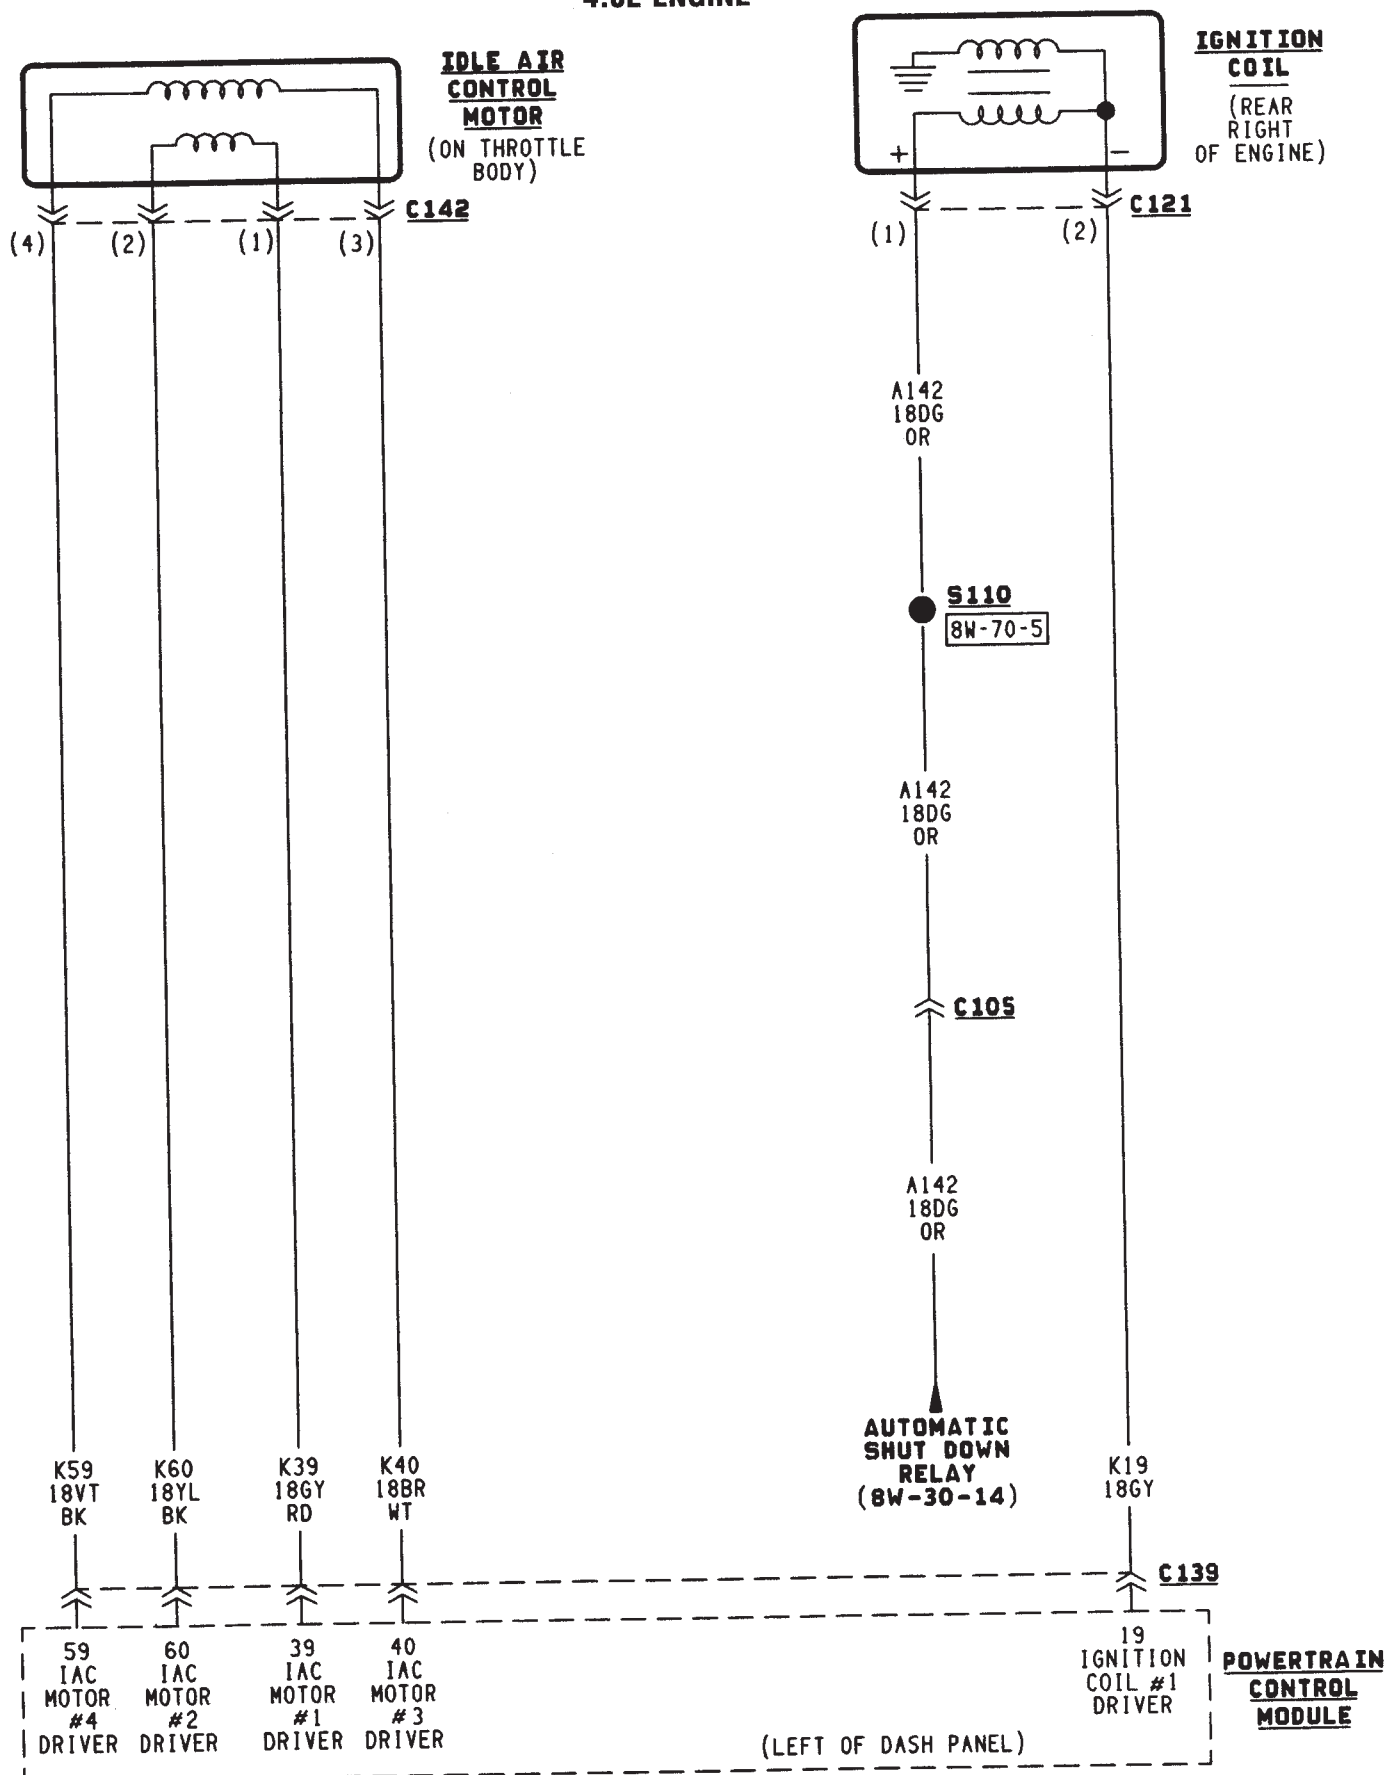 IDLE AIR
CONTROL
MOTOR
(ON THROTTLE
BODY)
C142
(4)
(2)
(1)
(3)
IGNITION
COIL
(REAR
RIGHT
OF ENGINE)
+
-
C121
(1)
(2)
A142
18DG
OR
S110
8W-70-5
A142
18DG
OR
C105
A142
18DG
OR
AUTOMATIC
SHUT DOWN
RELAY
(8W-30-14)
K59
18VT
BK
K60
18YL
BK
K39
18GY
RD
K40
18BR
WT
K19
18GY
C139
59
IAC
MOTOR
#4
DRIVER
60
IAC
MOTOR
#2
DRIVER
39
IAC
MOTOR
#1
DRIVER
40
IAC
MOTOR
#3
DRIVER
19
IGNITION
COIL #1
DRIVER
(LEFT OF DASH PANEL)
POWERTRAIN
CONTROL
MODULE